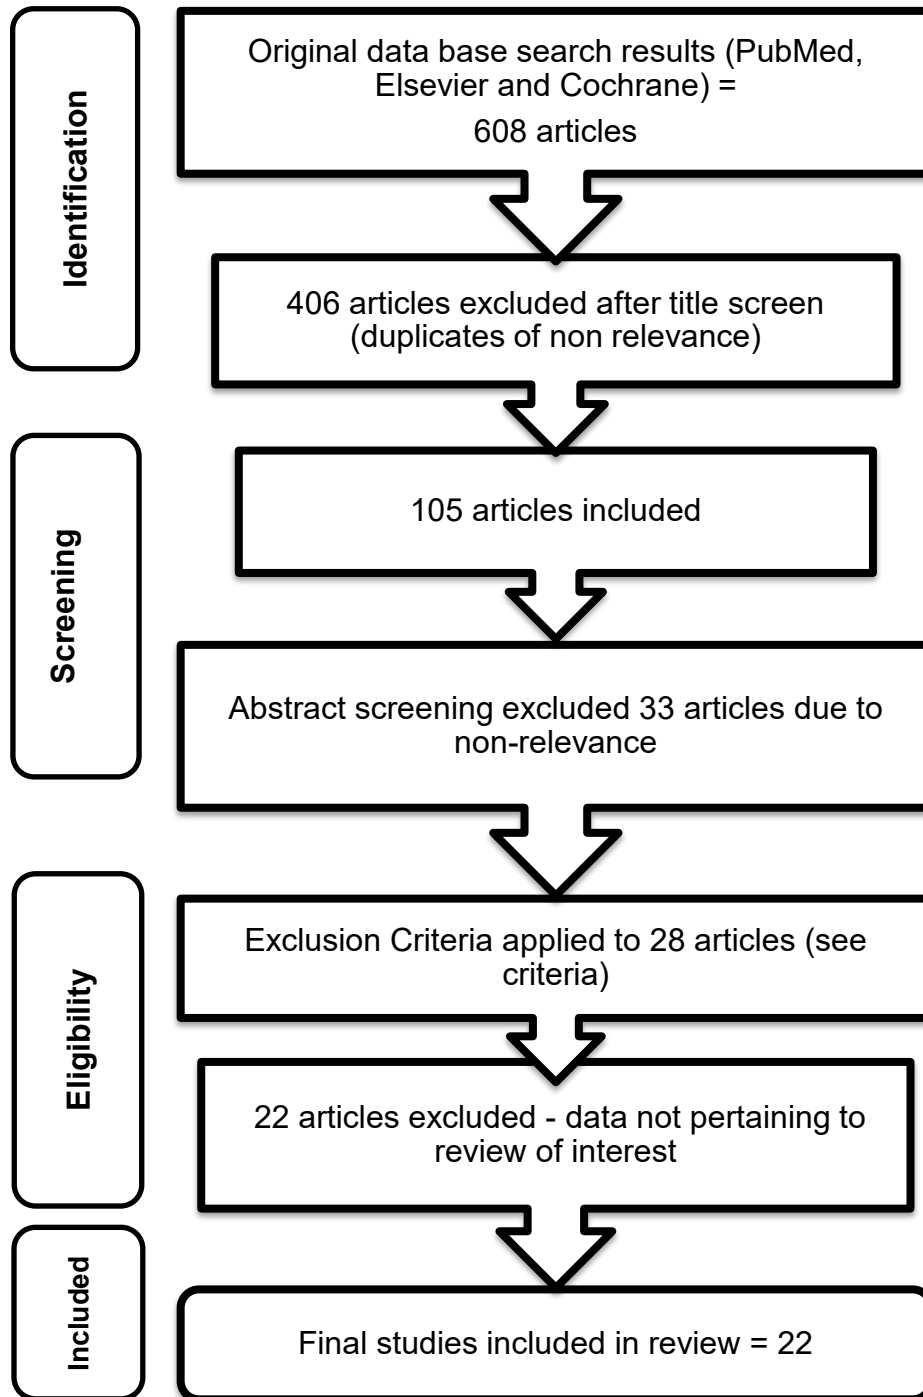 Identification
Original data base search results (PubMed,
Elsevier and Cochrane) =
608 articles
406 articles excluded after title screen
(duplicates of non relevance)
Screening
105 articles included
Abstract screening excluded 33 articles due to
non-relevance
Eligibility
Exclusion Criteria applied to 28 articles (see
criteria)
22 articles excluded - data not pertaining to
review of interest
Included
Final studies included in review = 22